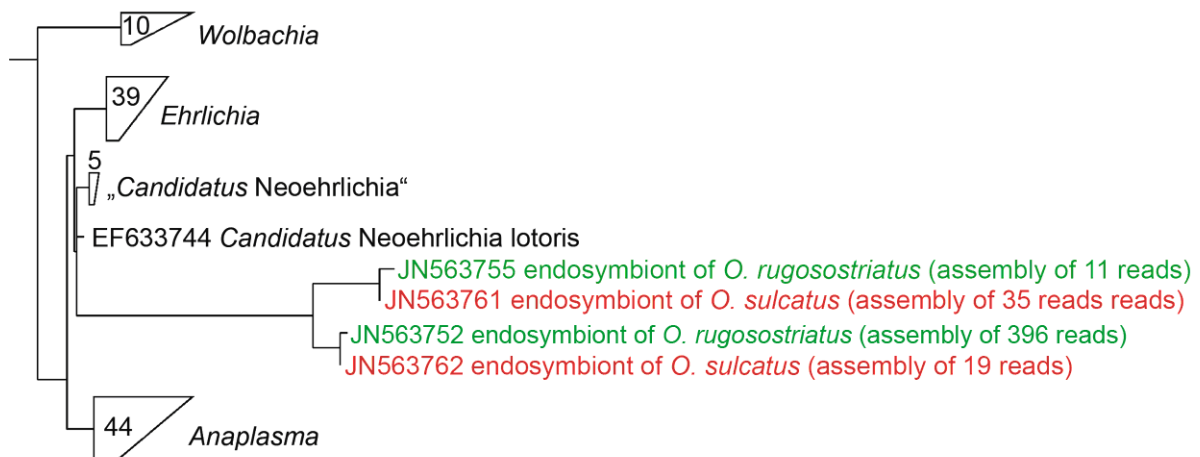 10
Wolbachia
39
Ehrlichia
5
„Candidatus Neoehrlichia“
EF633744 Candidatus Neoehrlichia lotoris
JN563755 endosymbiont of O. rugosostriatus (assembly of 11 reads)
JN563761 endosymbiont of O. sulcatus (assembly of 35 reads reads)
JN563752 endosymbiont of O. rugosostriatus (assembly of 396 reads)
JN563762 endosymbiont of O. sulcatus (assembly of 19 reads)
44
Anaplasma